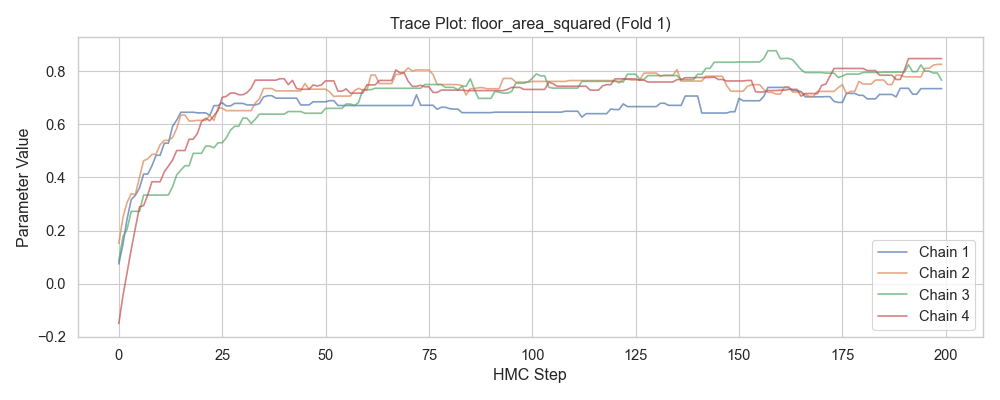 Trace Plot: floor_area_squared (Fold 1)
Parameter Value
0.8
0.6
0.4
0.2
0.0
−0.2
0 25 50 75 100 125 150 175 200
HMC Step
Chain 1
Chain 2
Chain 3
Chain 4